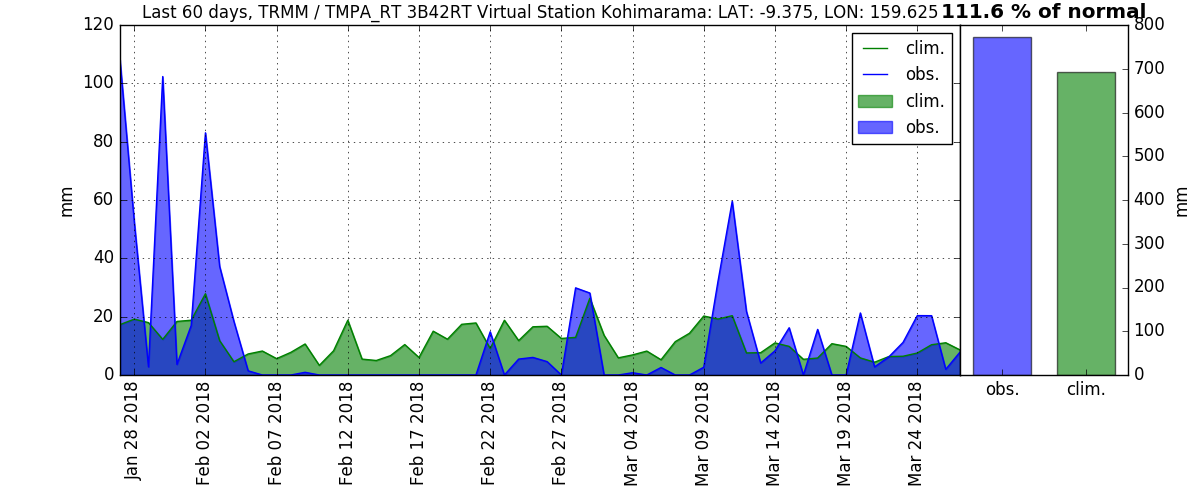 Last 60 days, TRMM / TMPA_RT 3B42RT Virtual Station Kohimarama: LAT: -9.375, LON: 159.625
111.6 % of normal
120
100
80
60
40
20
0
mm
clim.
obs.
clim.
obs.
800
700
600
500
400
300
200
100
0
mm
Jan 28 2018
Feb 02 2018
Feb 07 2018
Feb 12 2018
Feb 17 2018
Feb 22 2018
Feb 27 2018
Mar 04 2018
Mar 09 2018
Mar 14 2018
Mar 19 2018
Mar 24 2018
obs.
clim.